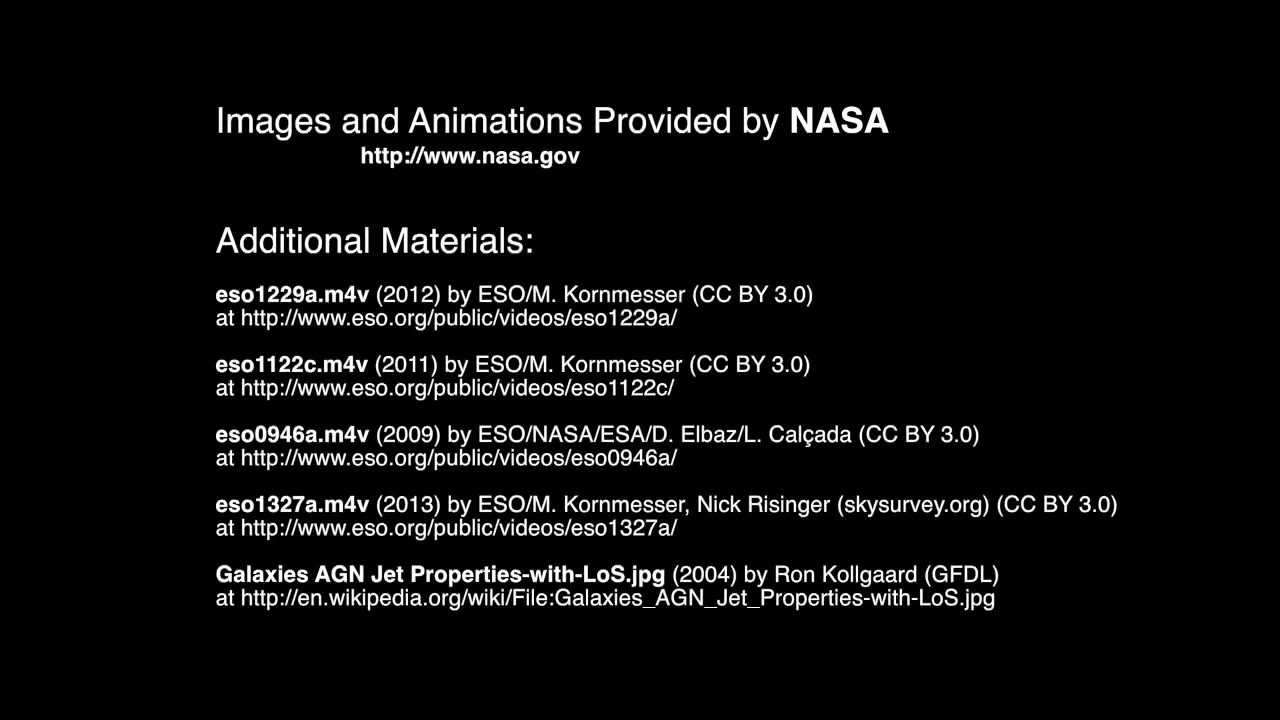 Images and Animations Provided by NASA
http://www.nasa.gov
Additional Materials:
eso1229a.m4v (2012) by ESO/M. Kornmesser (CC BY 3.0)
at http://www.eso.org/public/videos/eso1229a/
eso1122c.m4v (2011) by ESO/M. Kornmesser (CC BY 3.0)
at http://www.eso.org/public/videos/eso1122c/
eso0946a.m4v (2009) by ESO/NASA/ESA/D. Elbaz/L. Calçada (CC BY 3.0)
at http://www.eso.org/public/videos/eso0946a/
eso1327a.m4v (2013) by ESO/M. Kornmesser, Nick Risinger (skysurvey.org) (CC BY 3.0)
at http://www.eso.org/public/videos/eso1327a/
Galaxies AGN Jet Properties-with-LoS.jpg (2004) by Ron Kollgaard (GFDL)
at http://en.wikipedia.org/wiki/File:Galaxies_AGN_Jet_Properties-with-LoS.jpg